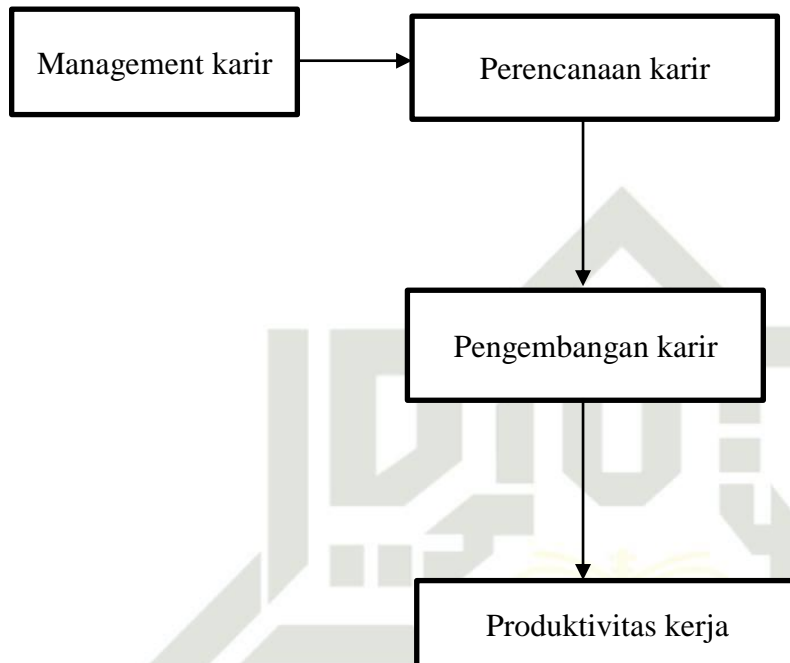 Management karir
Perencanaan karir
Pengembangan karir
Produktivitas kerja